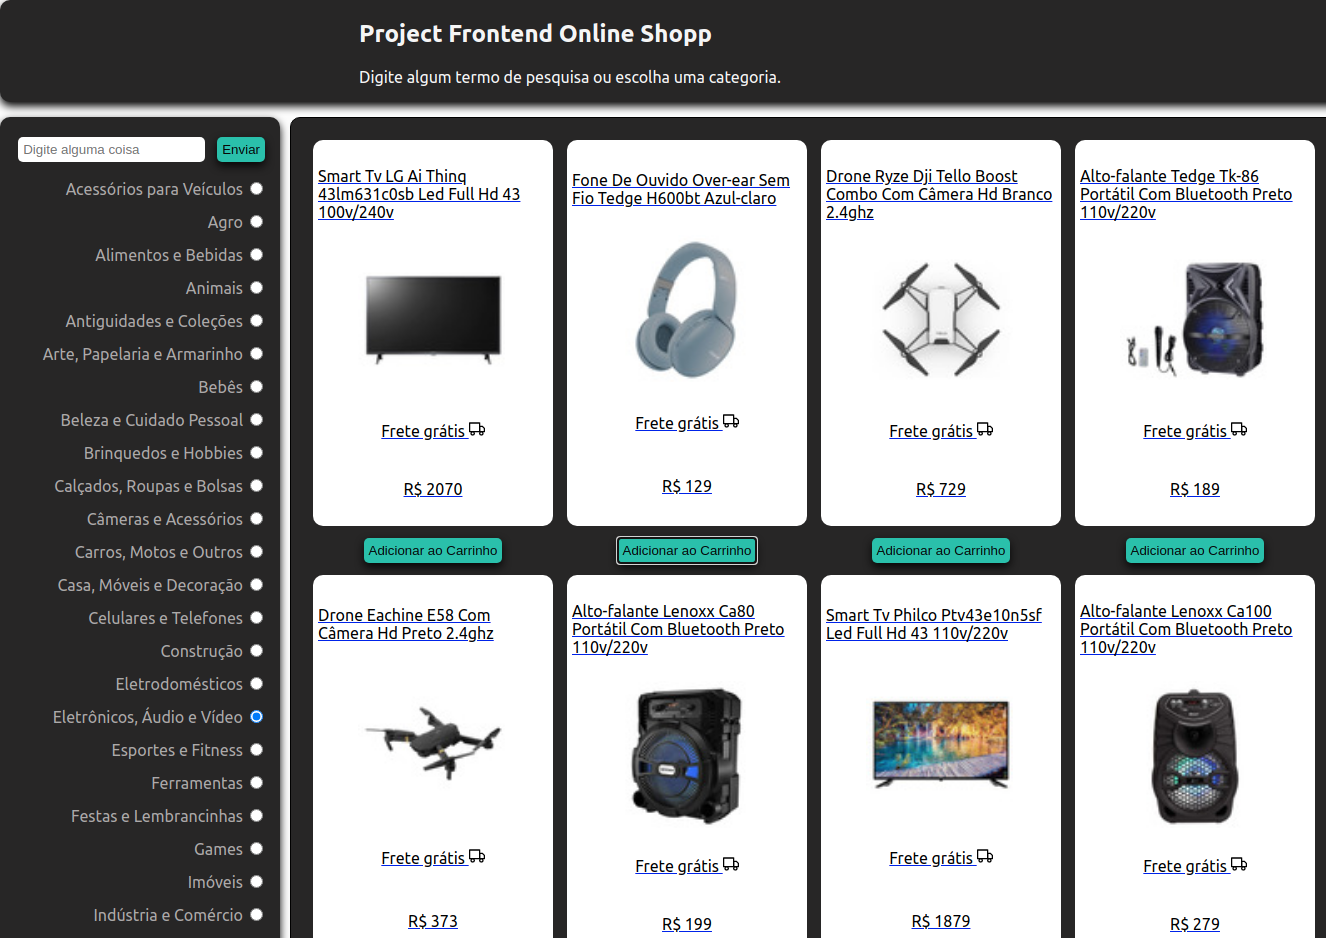 Project Frontend Online Shopp
Digite algum termo de pesquisa ou escolha uma categoria.
Digite alguma coisa
Enviar
Acessórios para Veículos
Agro
Alimentos e Bebidas
Animais
Antiguidades e Coleções
Arte, Papelaria e Armarinho
Bebês
Beleza e Cuidado Pessoal
Brinquedos e Hobbies
Calçados, Roupas e Bolsas
Câmeras e Acessórios
Carros, Motos e Outros
Casa, Móveis e Decoração
Celulares e Telefones
Construção
Eletrodomésticos
Eletrônicos, Áudio e Vídeo
Esportes e Fitness
Ferramentas
Festas e Lembrancinhas
Games
Imóveis
Indústria e Comércio
Smart Tv LG Ai Thinq
43lm631c0sb Led Full Hd 43
100v/240v
Frete grátis
R$ 2070
Adicionar ao Carrinho
Fone De Ouvido Over-ear Sem
Fio Tedge H600bt Azul-claro
Frete grátis
R$ 129
Adicionar ao Carrinho
Drone Ryze Dji Tello Boost
Combo Com Câmera Hd Branco
2.4ghz
Frete grátis
R$ 729
Adicionar ao Carrinho
Alto-falante Tedge Tk-86
Portátil Com Bluetooth Preto
110v/220v
Frete grátis
R$ 189
Adicionar ao Carrinho
Drone Eachine E58 Com
Câmera Hd Preto 2.4ghz
Frete grátis
R$ 373
Alto-falante Lenoxx Ca80
Portátil Com Bluetooth Preto
110v/220v
Frete grátis
R$ 199
Smart Tv Philco Ptv43e10n5sf
Led Full Hd 43 110v/220v
Frete grátis
R$ 1879
Alto-falante Lenoxx Ca100
Portátil Com Bluetooth Preto
110v/220v
Frete grátis
R$ 279